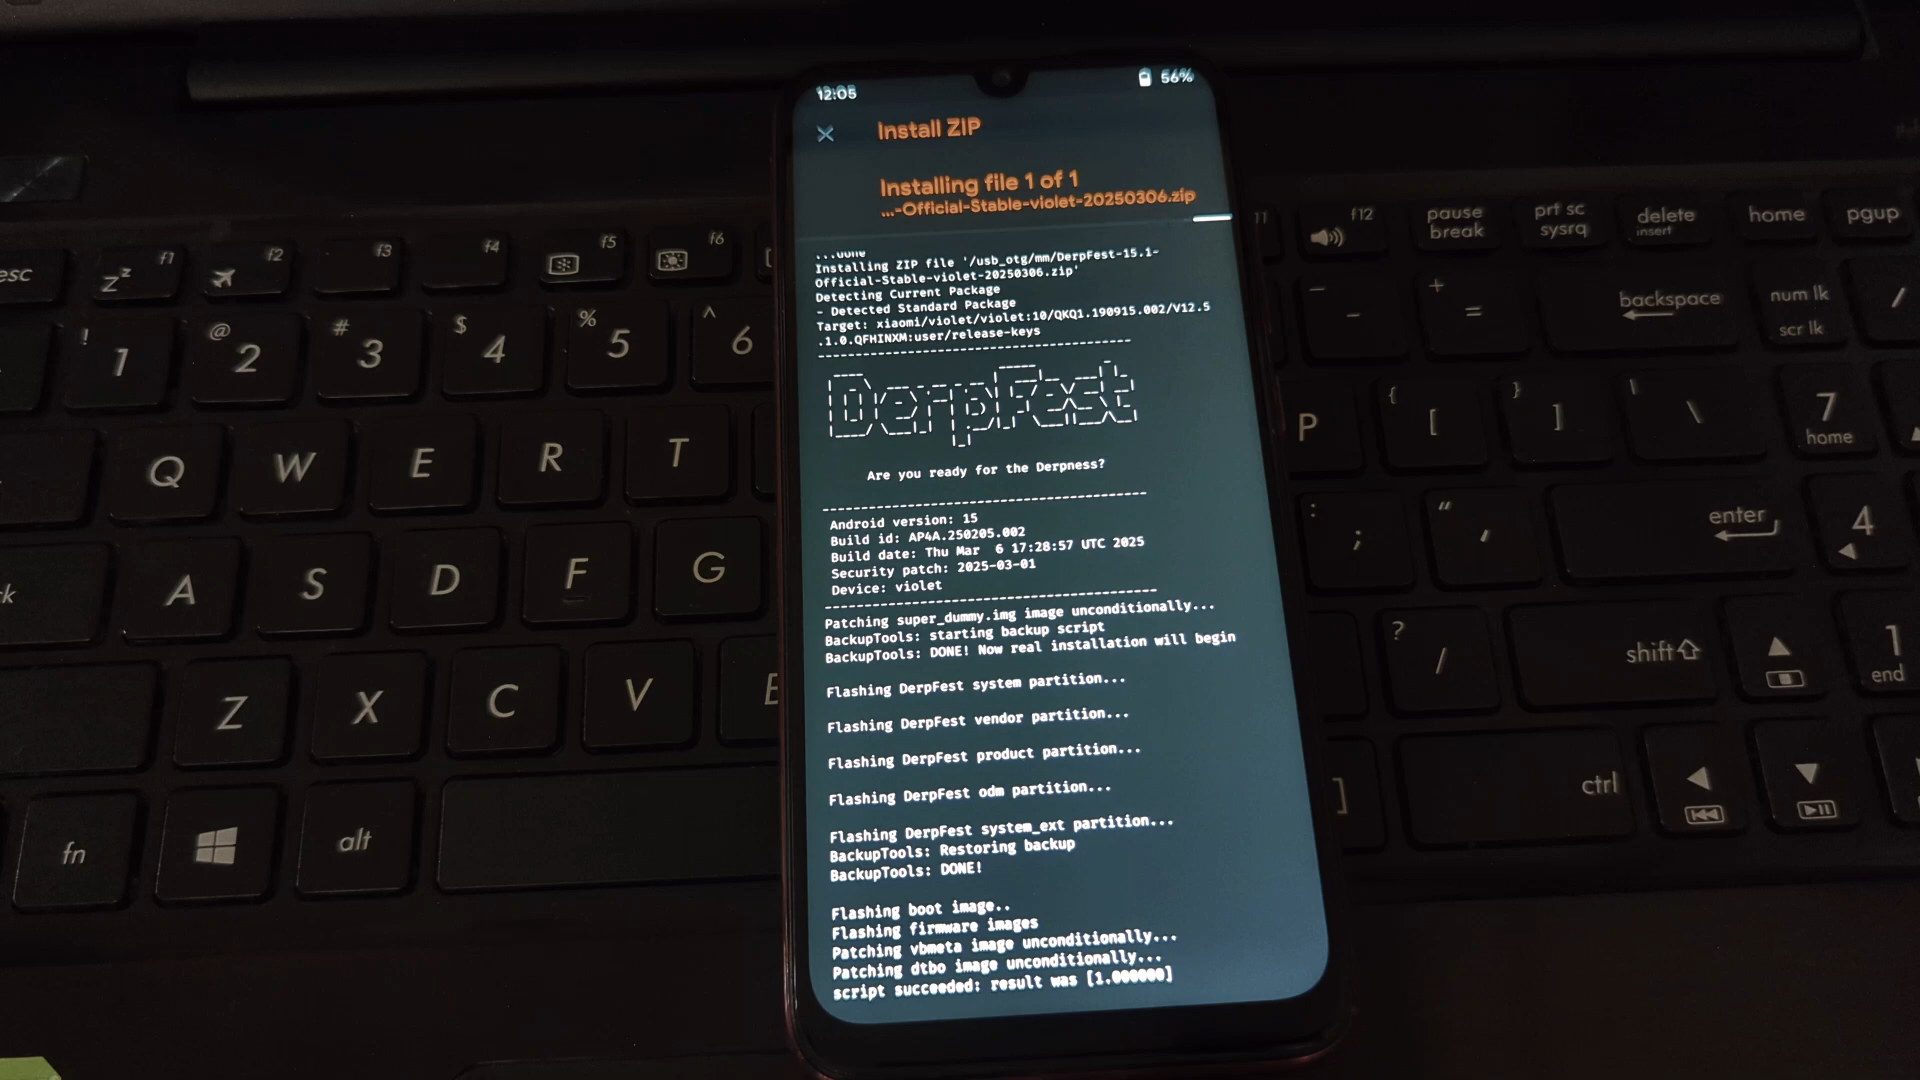 12:05
56%
Install ZIP
Installing file 1 of 1
...-Official-Stable-violet-20250306.zip
...done
Installing ZIP file '/usb_otg/mm/DerpFest-15.1-
Official-Stable-violet-20250306.zip'
Detecting Current Package
- Detected Standard Package
Target: xiaomi/violet/violet:10/QKQ1.190915.002/V12.5
.1.0.QFHINXM:user/release-keys
----------------------------------------
DerpFest
Are you ready for the Derpness?
----------------------------------------
Android version: 15
Build id: AP4A.250205.002
Build date: Thu Mar  6 17:28:57 UTC 2025
Security patch: 2025-03-01
Device: violet
----------------------------------------
Patching super_dummy.img image unconditionally...
BackupTools: starting backup script
BackupTools: DONE! Now real installation will begin
Flashing DerpFest system partition...
Flashing DerpFest vendor partition...
Flashing DerpFest product partition...
Flashing DerpFest odm partition...
Flashing DerpFest system_ext partition...
BackupTools: Restoring backup
BackupTools: DONE!
Flashing boot image..
Flashing firmware images
Patching vbmeta image unconditionally...
Patching dtbo image unconditionally...
script succeeded: result was [1.000000]
esc zz f1 f2 f3 f4 f5 f6
! 1 @ 2 # 3 $ 4 % 5 ^ 6
Q W E R T
A S D F G
Z X C V
fn alt
f12 pause break prt sc sysrq delete insert home pgup
- - + = backspace num lk scr lk /
P { [ } ] | \ 7 home
: ; " ' enter 4
? / shift 1 end
ctrl